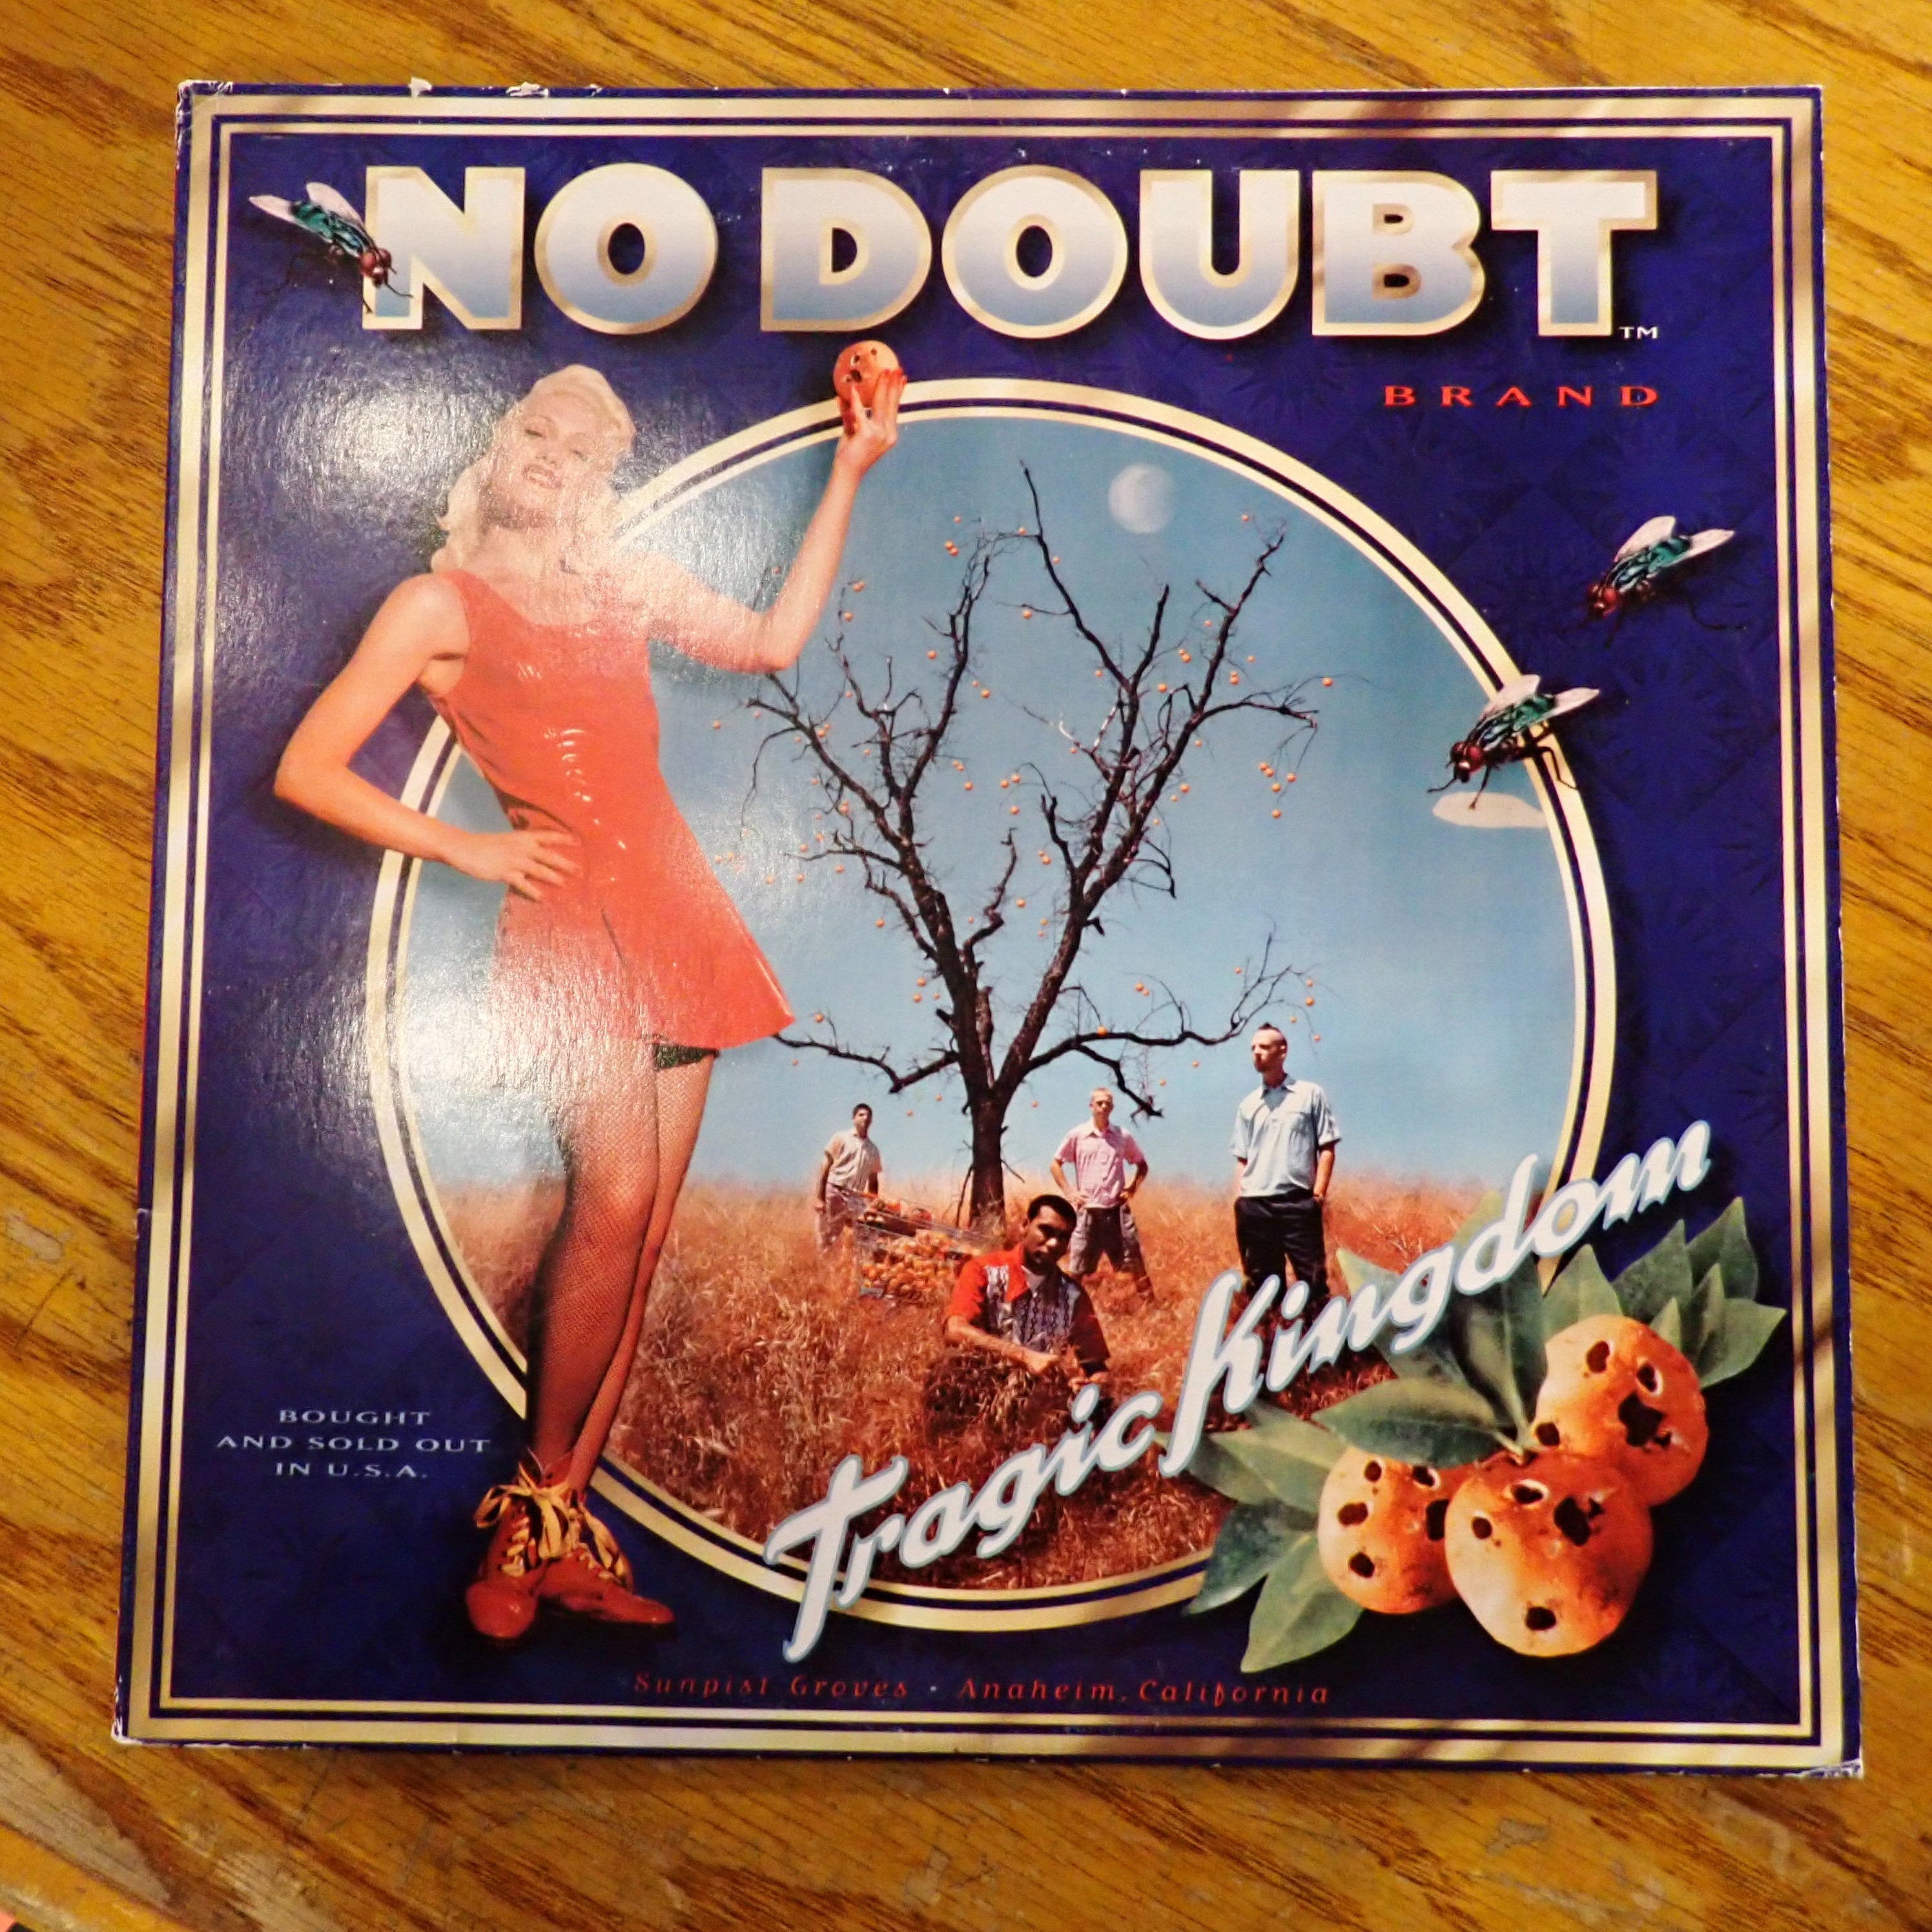 NO DOUBT™
BRAND
Tragic Kingdom
BOUGHT
AND SOLD OUT
IN U.S.A.
Sunpist Groves · Anaheim, California